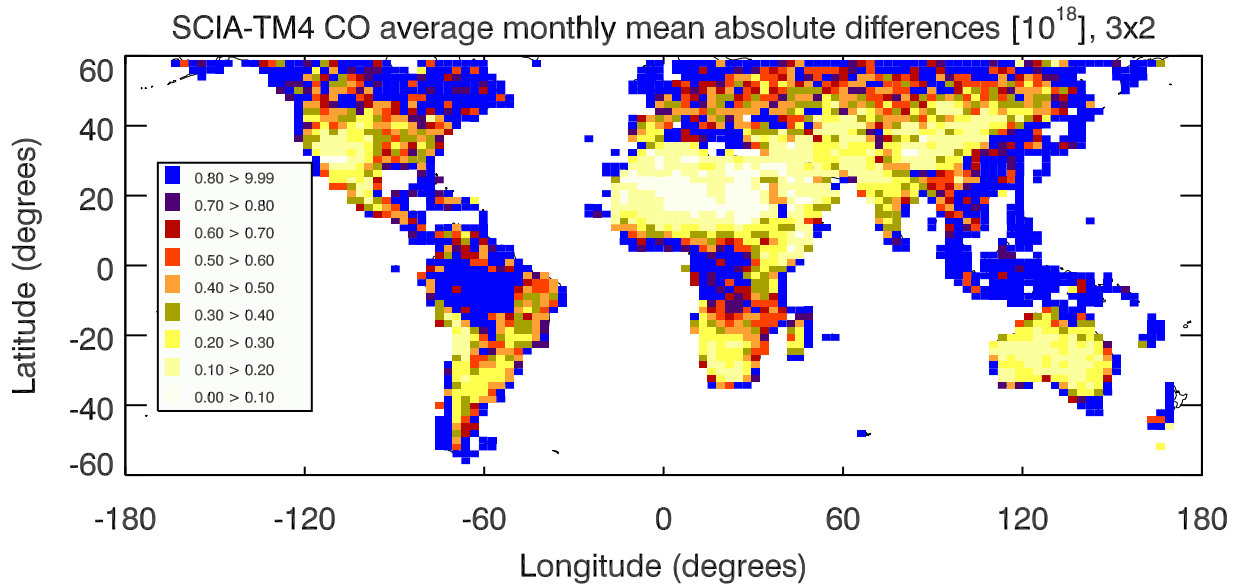 SCIA-TM4 CO average monthly mean absolute differences [10^18], 3x2
60
40
20
0
-20
-40
-60
Latitude (degrees)
0.80 > 9.99
0.70 > 0.80
0.60 > 0.70
0.50 > 0.60
0.40 > 0.50
0.30 > 0.40
0.20 > 0.30
0.10 > 0.20
0.00 > 0.10
-180 -120 -60 0 60 120 180
Longitude (degrees)